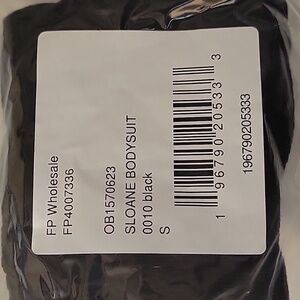 FP Wholesale
FP4007336
OB1570623
SLOANE BODYSUIT
0010 black
S
1 96790 20533 3
196790205333